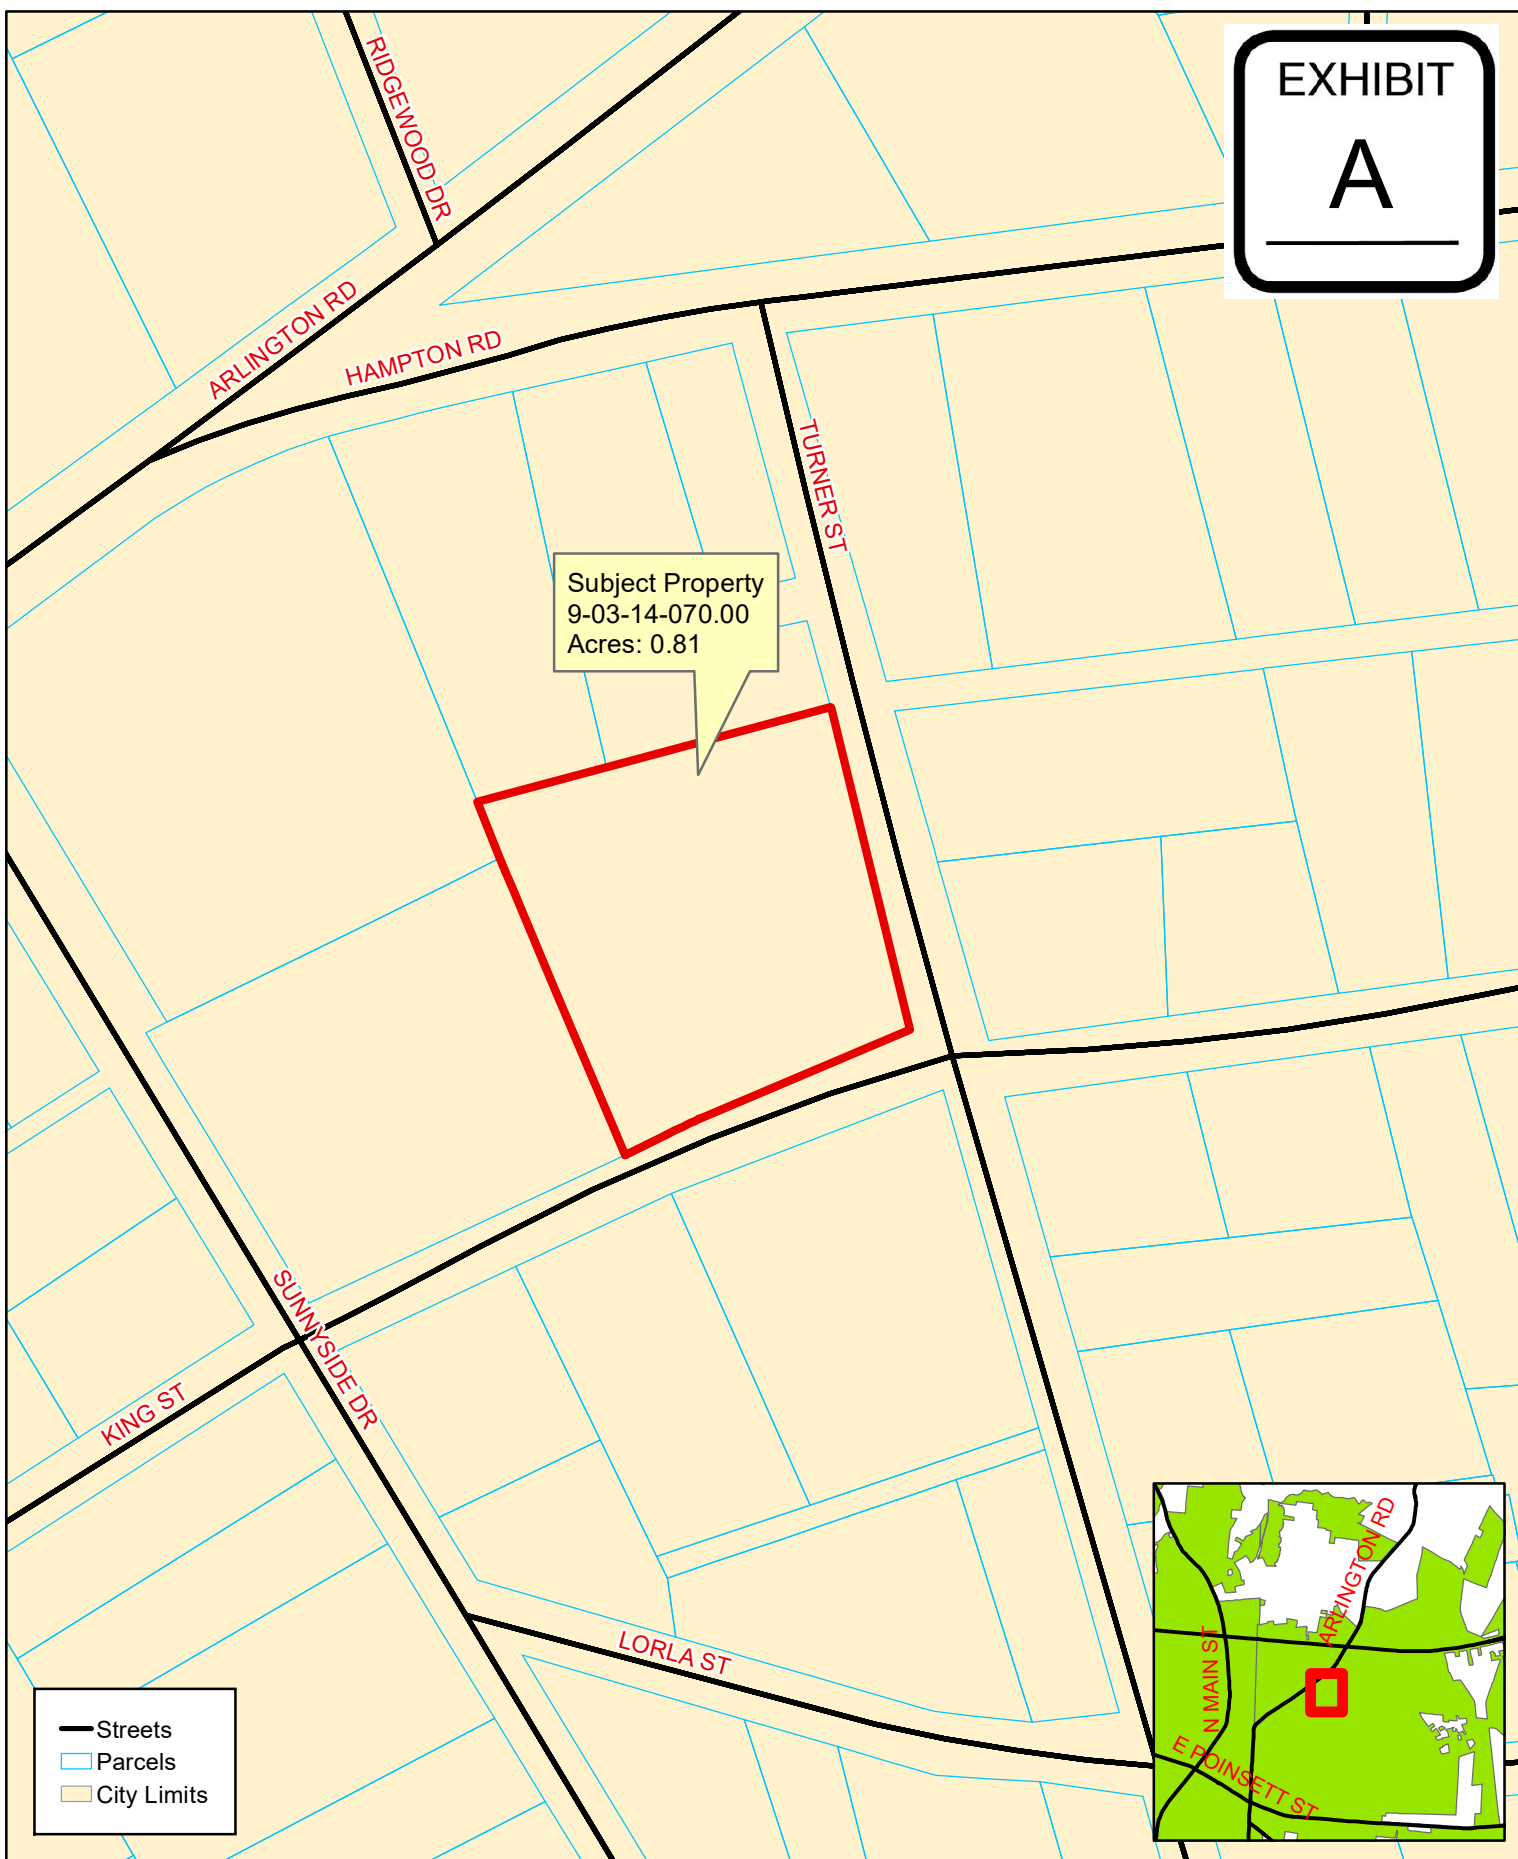 EXHIBIT
A
RIDGEWOOD DR
ARLINGTON RD
HAMPTON RD
TURNER ST
Subject Property
9-03-14-070.00
Acres: 0.81
SUNNYSIDE DR
KING ST
LORLA ST
Streets
Parcels
City Limits
ARLINGTON RD
N MAIN ST
E POINSETT ST